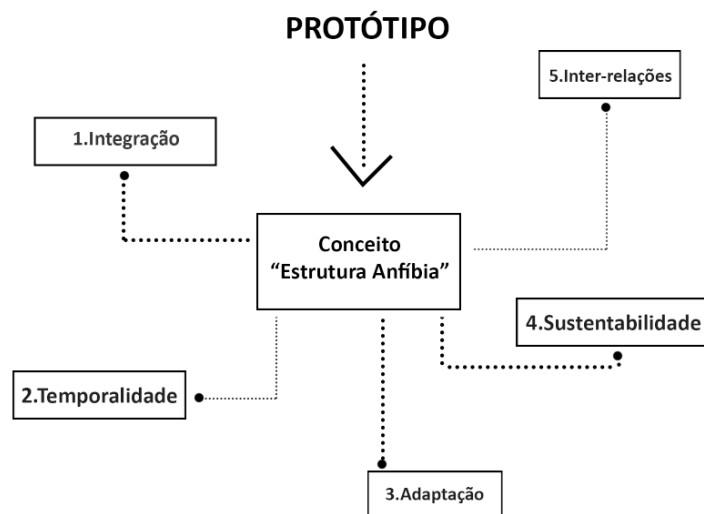 PROTÓTIPO
5.Inter-relações
1.Integração
Conceito
“Estrutura Anfíbia”
4.Sustentabilidade
2.Temporalidade
3.Adaptação